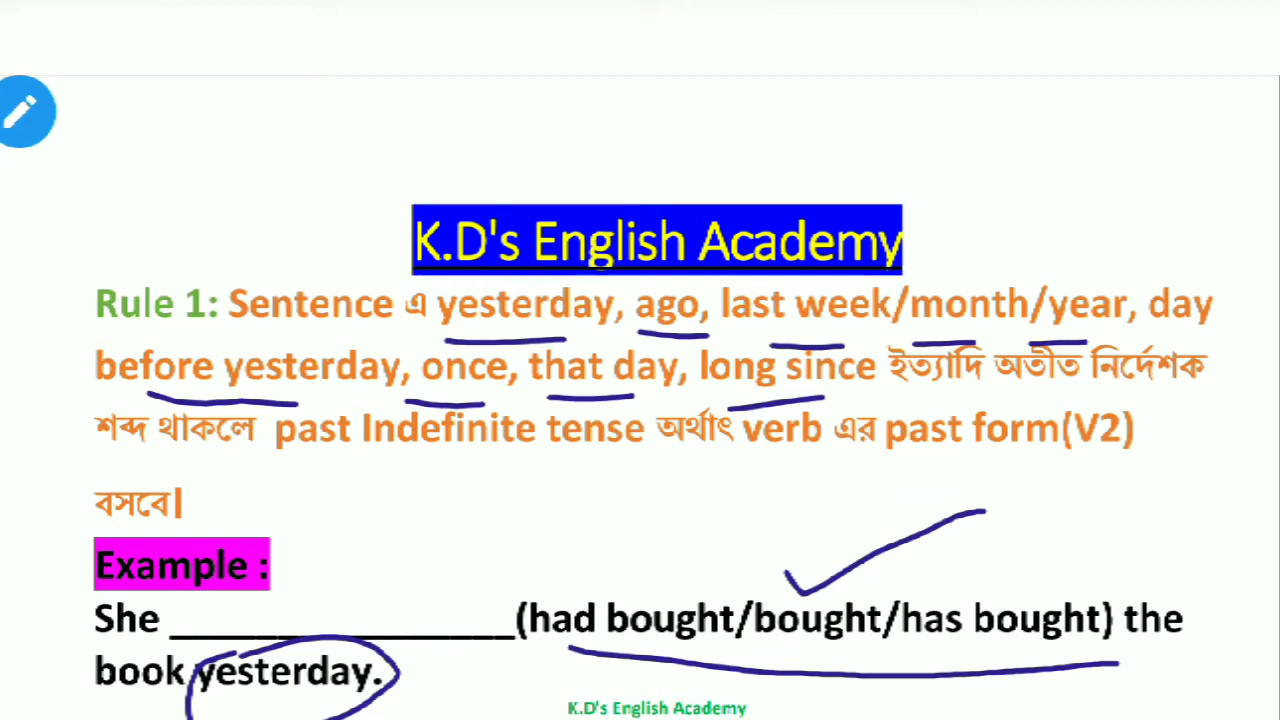 K.D's English Academy
Rule 1: Sentence এ yesterday, ago, last week/month/year, day
before yesterday, once, that day, long since ইত্যাদি অতীত নির্দেশক
শব্দ থাকলে past Indefinite tense অর্থাৎ verb এর past form(V2)
বসবে।
Example :
She ________________(had bought/bought/has bought) the
book yesterday.
K.D's English Academy